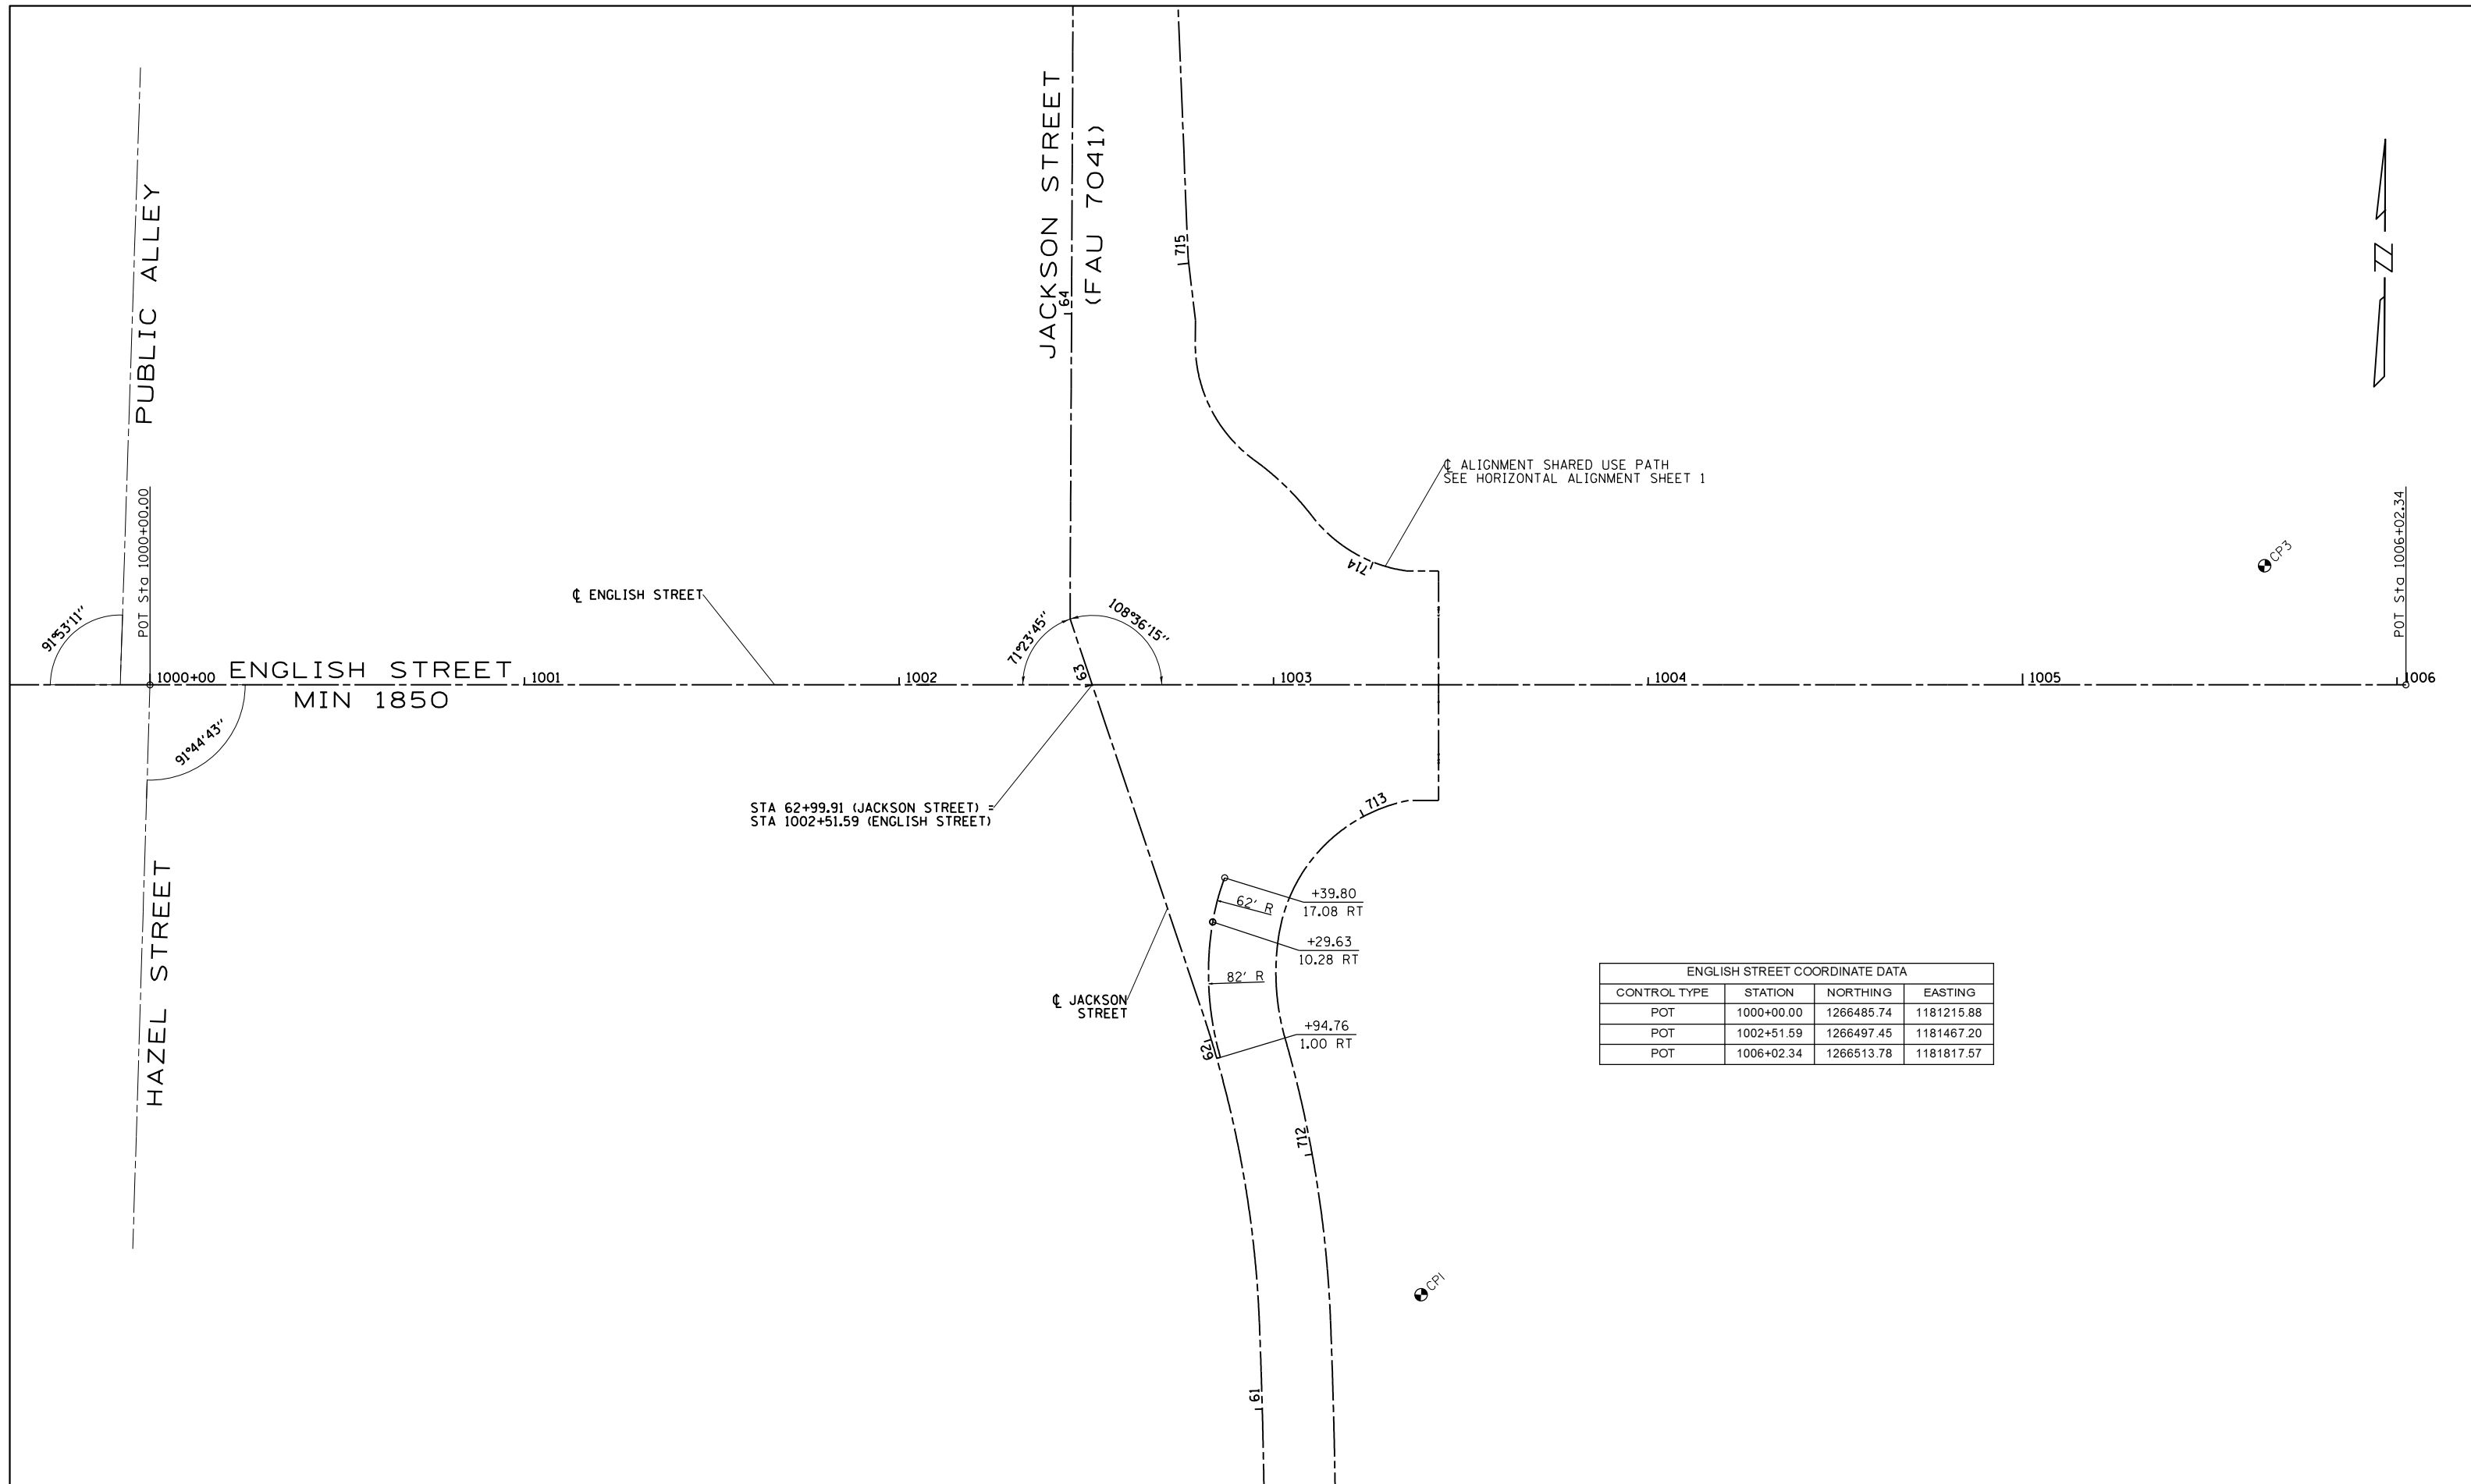 JACKSON STREET
(FAU 7041)
PUBLIC ALLEY
715
64
N
℄ ALIGNMENT SHARED USE PATH
SEE HORIZONTAL ALIGNMENT SHEET 1
POT Sta 1000+00.00
POT Sta 1006+02.34
CP3
714
℄ ENGLISH STREET
91°53'11"
71°23'45"
108°36'15"
63
1000+00
ENGLISH STREET
MIN 1850
1001
1002
1003
1004
1005
1006
91°44'43"
STA 62+99.91 (JACKSON STREET) =
STA 1002+51.59 (ENGLISH STREET)
713
HAZEL STREET
+39.80
17.08 RT
62' R
+29.63
10.28 RT
82' R
℄ JACKSON
STREET
+94.76
1.00 RT
62
ENGLISH STREET COORDINATE DATA
CONTROL TYPE STATION NORTHING EASTING
POT 1000+00.00 1266485.74 1181215.88
POT 1002+51.59 1266497.45 1181467.20
POT 1006+02.34 1266513.78 1181817.57
712
CP1
61